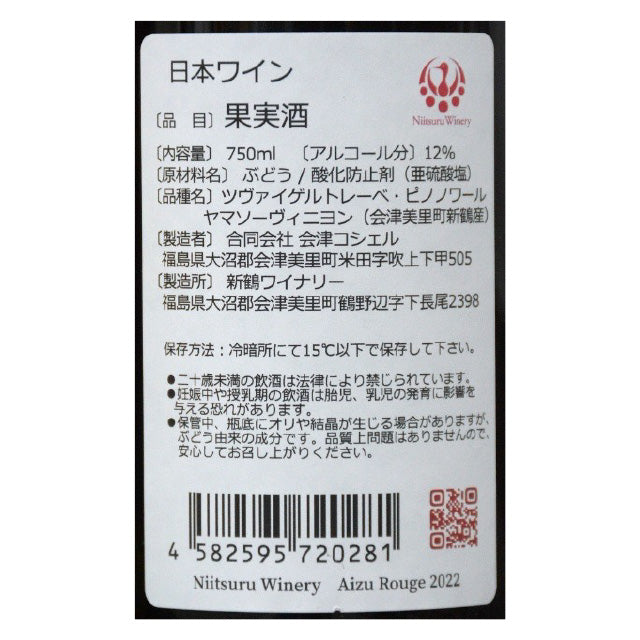 日本ワイン
Niitsuru Winery
〔品　目〕果実酒
〔内容量〕 750ml 〔アルコール分〕12%
〔原材料名〕 ぶどう / 酸化防止剤（亜硫酸塩）
〔品種名〕ツヴァイゲルトレーベ・ピノノワール
ヤマソーヴィニヨン（会津美里町新鶴産）
〔製造者〕 合同会社 会津コシェル
福島県大沼郡会津美里町米田字吹上下甲505
〔製造所〕 新鶴ワイナリー
福島県大沼郡会津美里町鶴野辺字下長尾2398
保存方法：冷暗所にて15℃以下で保存して下さい。
●二十歳未満の飲酒は法律により禁じられています。
●妊娠中や授乳期の飲酒は胎児、乳児の発育に影響を
与える恐れがあります。
●保管中、瓶底にオリや結晶が生じる場合がありますが、
ぶどう由来の成分です。品質上問題はありませんので、
安心してお召し上がりください。
4 582595 720281
Niitsuru Winery Aizu Rouge 2022